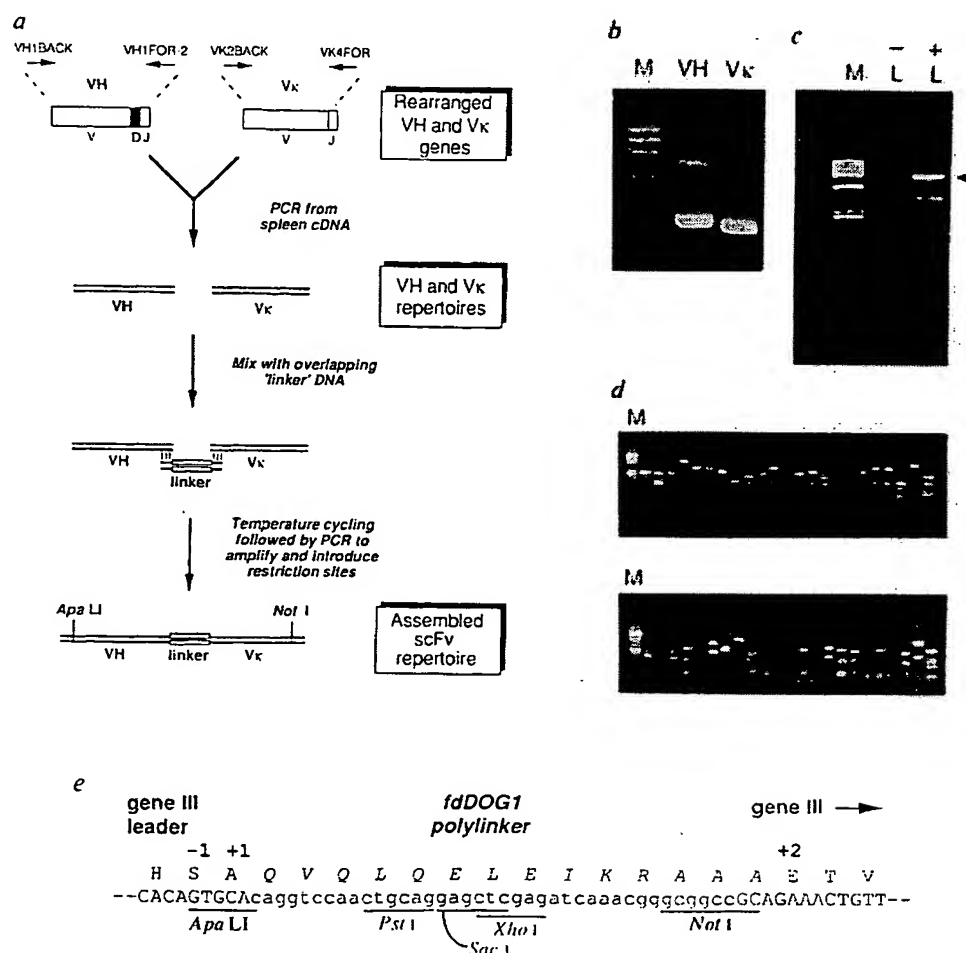 a
VH1BACK VH1FOR-2 VK2BACK VK4FOR
VH Vκ
V D J V J
Rearranged
VH and Vκ
genes
PCR from
spleen cDNA
VH Vκ
VH and Vκ
repertoires
Mix with overlapping
'linker' DNA
VH Vκ
linker
Temperature cycling
followed by PCR to
amplify and introduce
restriction sites
Apa LI Not I
VH linker Vκ
Assembled
scFv
repertoire
b
M VH Vκ
c
− +
M L L
d
M
M
e
gene III
leader
fdDOG1
polylinker
gene III
-1 +1 +2
H S A Q V Q L Q E L E I K R A A A E T V
--CACAGTGCAcaggtccaactgcaggagctcgagatcaaacgggcggccGCAGAAACTGTT--
Apa LI Pst I Xho I Not I
Sac I